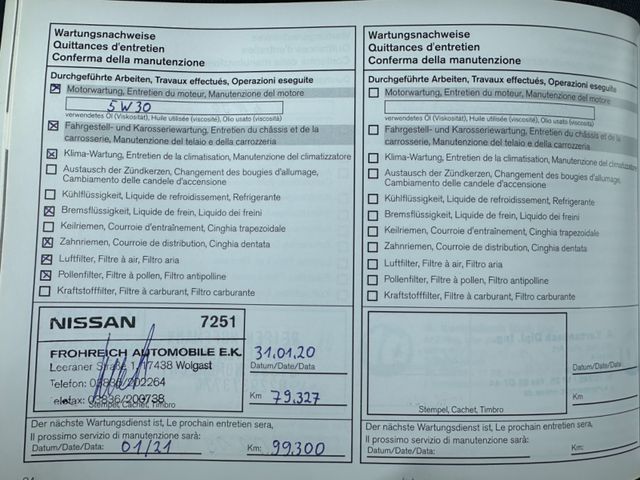 Wartungsnachweise
Quittances d'entretien
Conferma della manutenzione
Durchgeführte Arbeiten, Travaux effectués, Operazioni eseguite
Motorwartung, Entretien du moteur, Manutenzione del motore
5W30
verwendetes Öl (Viskosität), Huile utilisée (viscosité), Olio usato (viscosità)
Fahrgestell- und Karosseriewartung, Entretien du châssis et de la
carrosserie, Manutenzione del telaio e della carrozzeria
Klima-Wartung, Entretien de la climatisation, Manutenzione del climatizzatore
Austausch der Zündkerzen, Changement des bougies d'allumage,
Cambiamento delle candele d'accensione
Kühlflüssigkeit, Liquide de refroidissement, Refrigerante
Bremsflüssigkeit, Liquide de frein, Liquido dei freini
Keilriemen, Courroie d'entraînement, Cinghia trapezoidale
Zahnriemen, Courroie de distribution, Cinghia dentata
Luftfilter, Filtre à air, Filtro aria
Pollenfilter, Filtre à pollen, Filtro antipolline
Kraftstofffilter, Filtre à carburant, Filtro carburante
NISSAN 7251
FROHREICH AUTOMOBILE E.K.
Leeraner Straße 1, 17438 Wolgast
Telefon: 03836/202264
Telefax: 03836/200738
Stempel, Cachet, Timbro
31.01.20
Datum/Date/Data
Km 79.327
Der nächste Wartungsdienst ist, Le prochain entretien sera,
Il prossimo servizio di manutenzione sarà:
Datum/Date/Data: 01/21 Km: 99.300
Wartungsnachweise
Quittances d'entretien
Conferma della manutenzione
Durchgeführte Arbeiten, Travaux effectués, Operazioni eseguite
Motorwartung, Entretien du moteur, Manutenzione del motore
verwendetes Öl (Viskosität), Huile utilisée (viscosité), Olio usato (viscosità)
Fahrgestell- und Karosseriewartung, Entretien du châssis et de la
carrosserie, Manutenzione del telaio e della carrozzeria
Klima-Wartung, Entretien de la climatisation, Manutenzione del climatizzatore
Austausch der Zündkerzen, Changement des bougies d'allumage,
Cambiamento delle candele d'accensione
Kühlflüssigkeit, Liquide de refroidissement, Refrigerante
Bremsflüssigkeit, Liquide de frein, Liquido dei freini
Keilriemen, Courroie d'entraînement, Cinghia trapezoidale
Zahnriemen, Courroie de distribution, Cinghia dentata
Luftfilter, Filtre à air, Filtro aria
Pollenfilter, Filtre à pollen, Filtro antipolline
Kraftstofffilter, Filtre à carburant, Filtro carburante
Stempel, Cachet, Timbro
Datum/Date/Data
Km
Der nächste Wartungsdienst ist, Le prochain entretien sera,
Il prossimo servizio di manutenzione sarà:
Datum/Date/Data: Km: